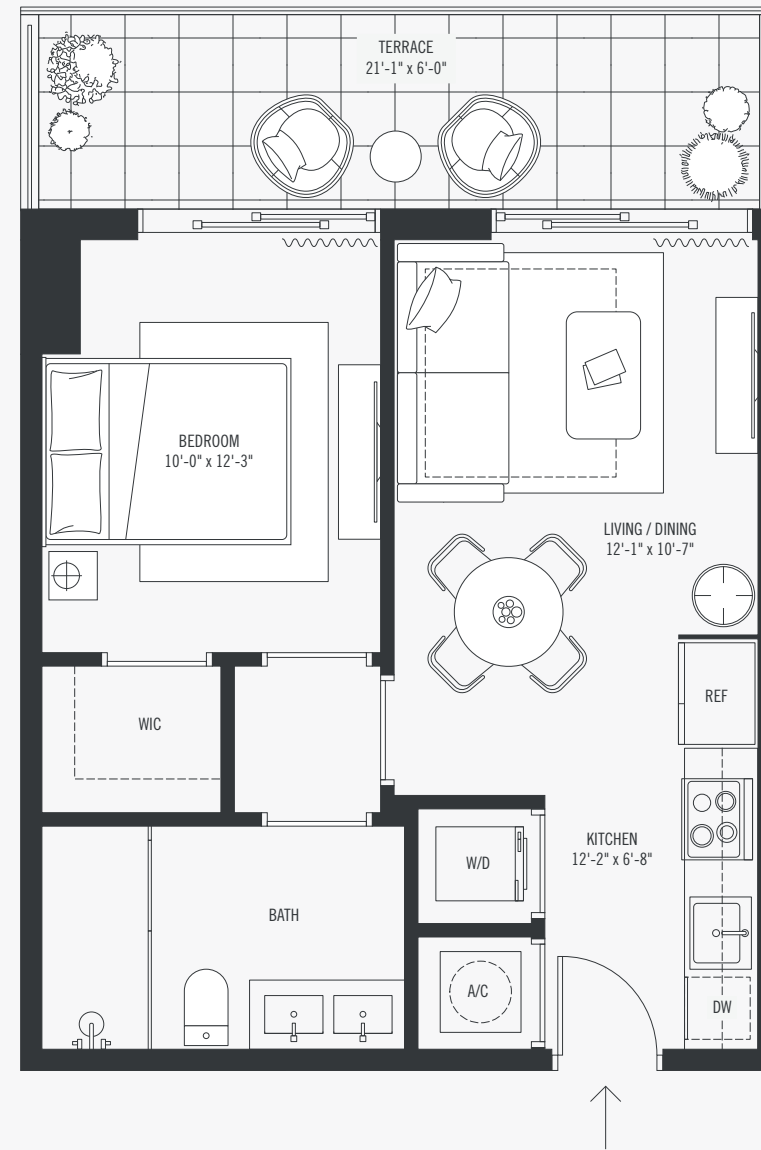 TERRACE
21'-1" x 6'-0"
BEDROOM
10'-0" x 12'-3"
LIVING / DINING
12'-1" x 10'-7"
REF
WIC
KITCHEN
12'-2" x 6'-8"
W/D
BATH
A/C
DW